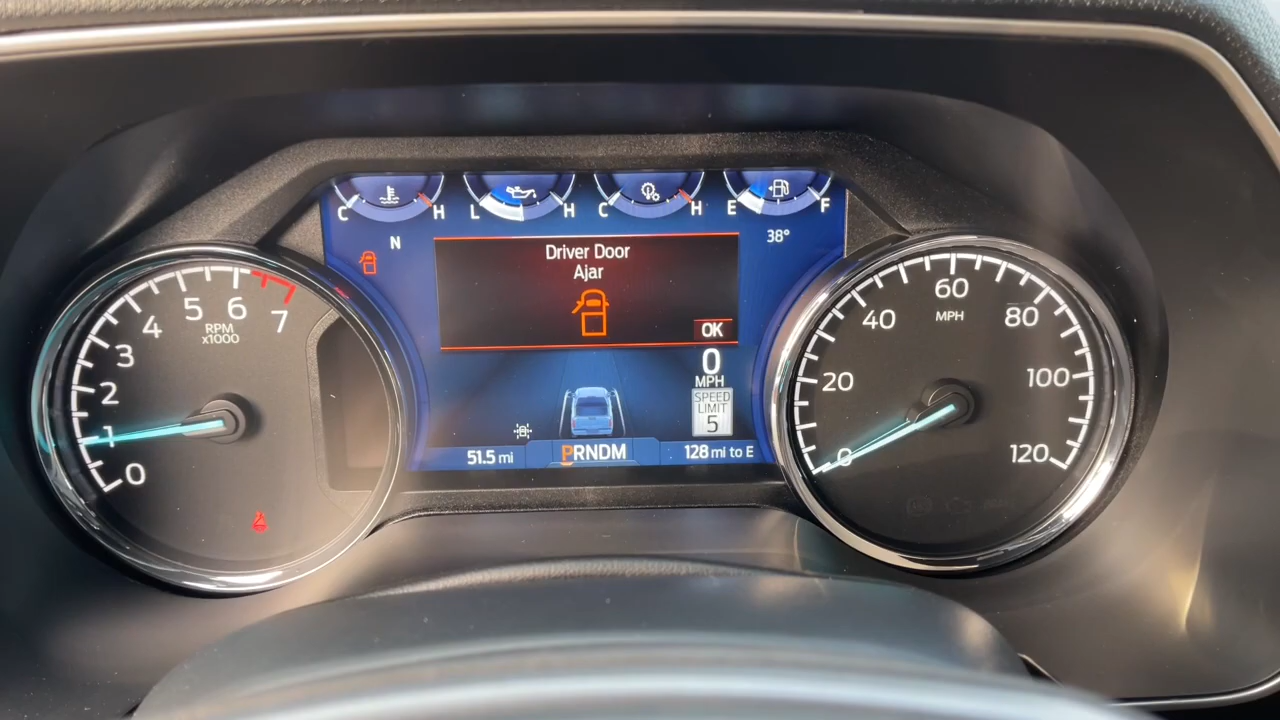 C H L H C H E F
N
38°
Driver Door
Ajar
OK
0
MPH
SPEED
LIMIT
5
51.5 mi
PRNDM
128 mi to E
0 1 2 3 4 5 6 7
RPM
x1000
0 20 40 60 80 100 120
MPH